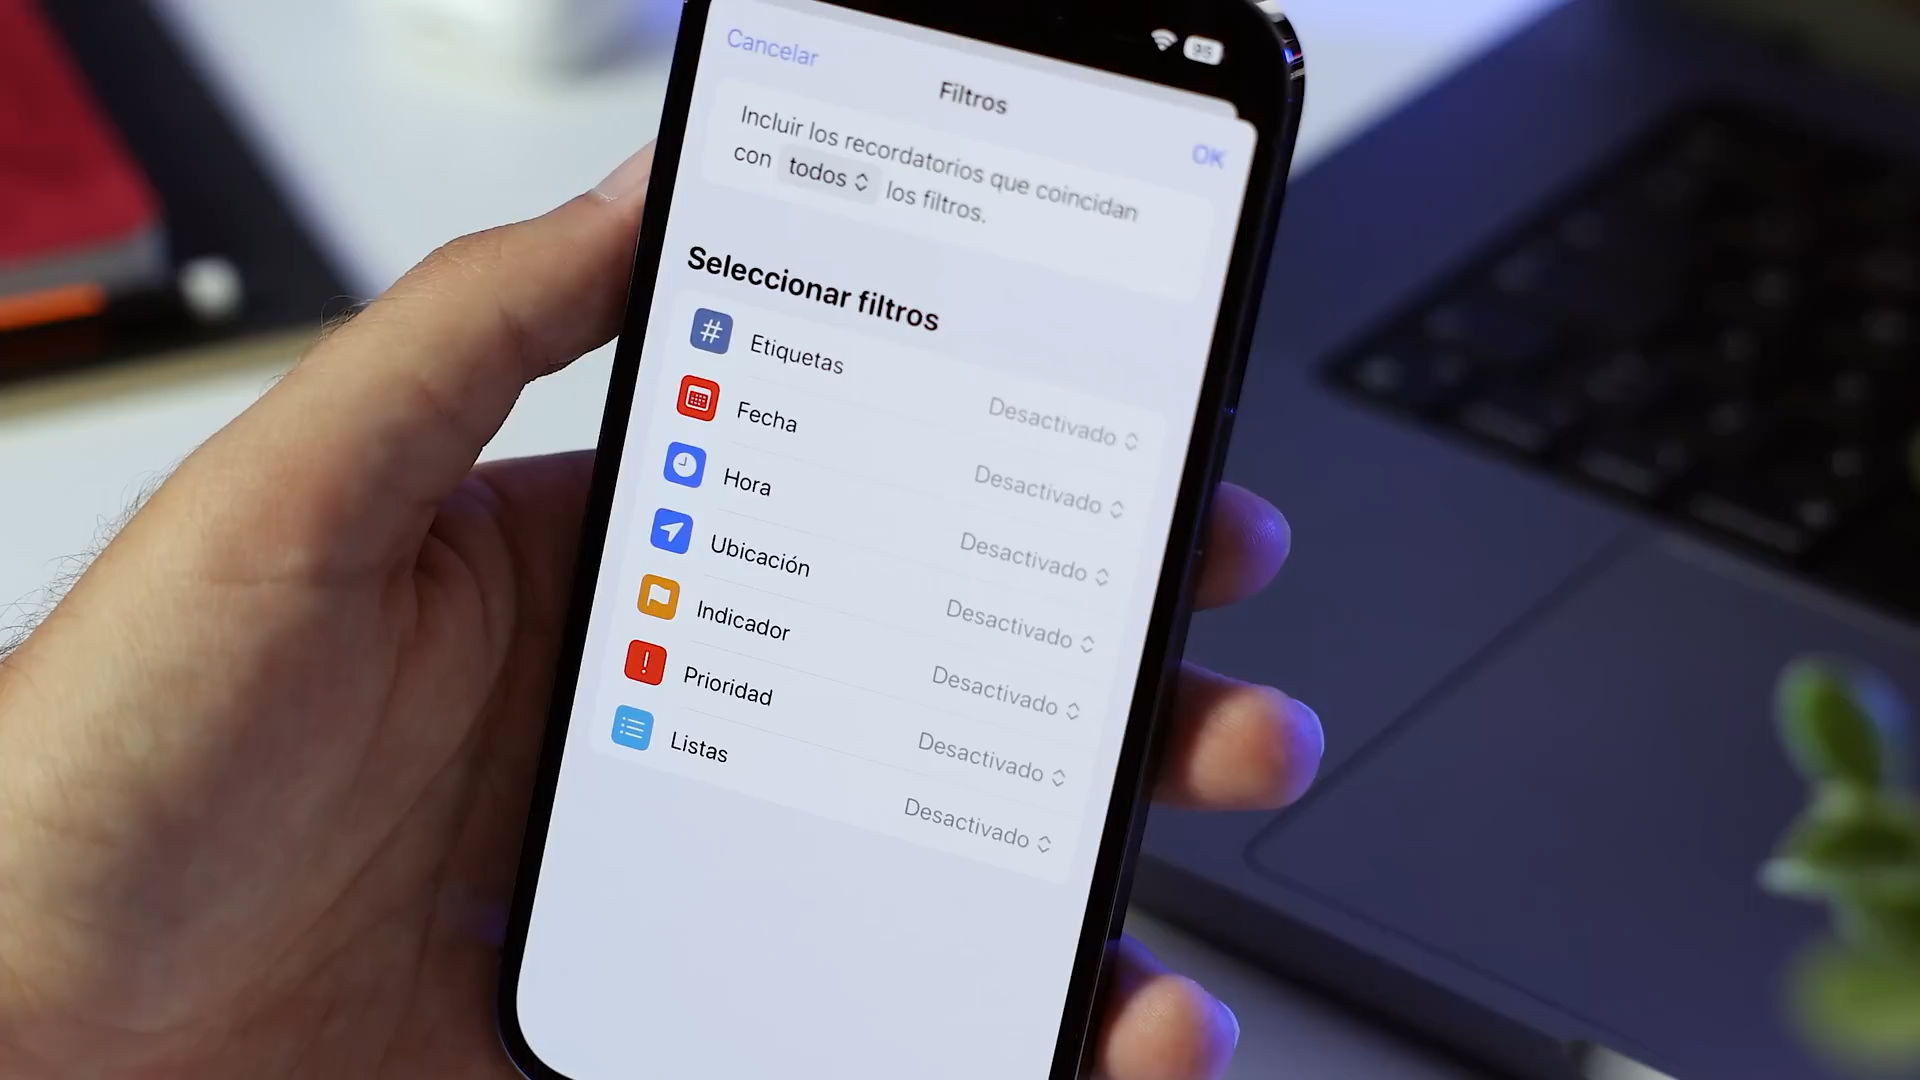 95
Cancelar
Filtros
OK
Incluir los recordatorios que coincidan
con todos los filtros.
Seleccionar filtros
Etiquetas Desactivado
Fecha Desactivado
Hora Desactivado
Ubicación Desactivado
Indicador Desactivado
Prioridad Desactivado
Listas Desactivado